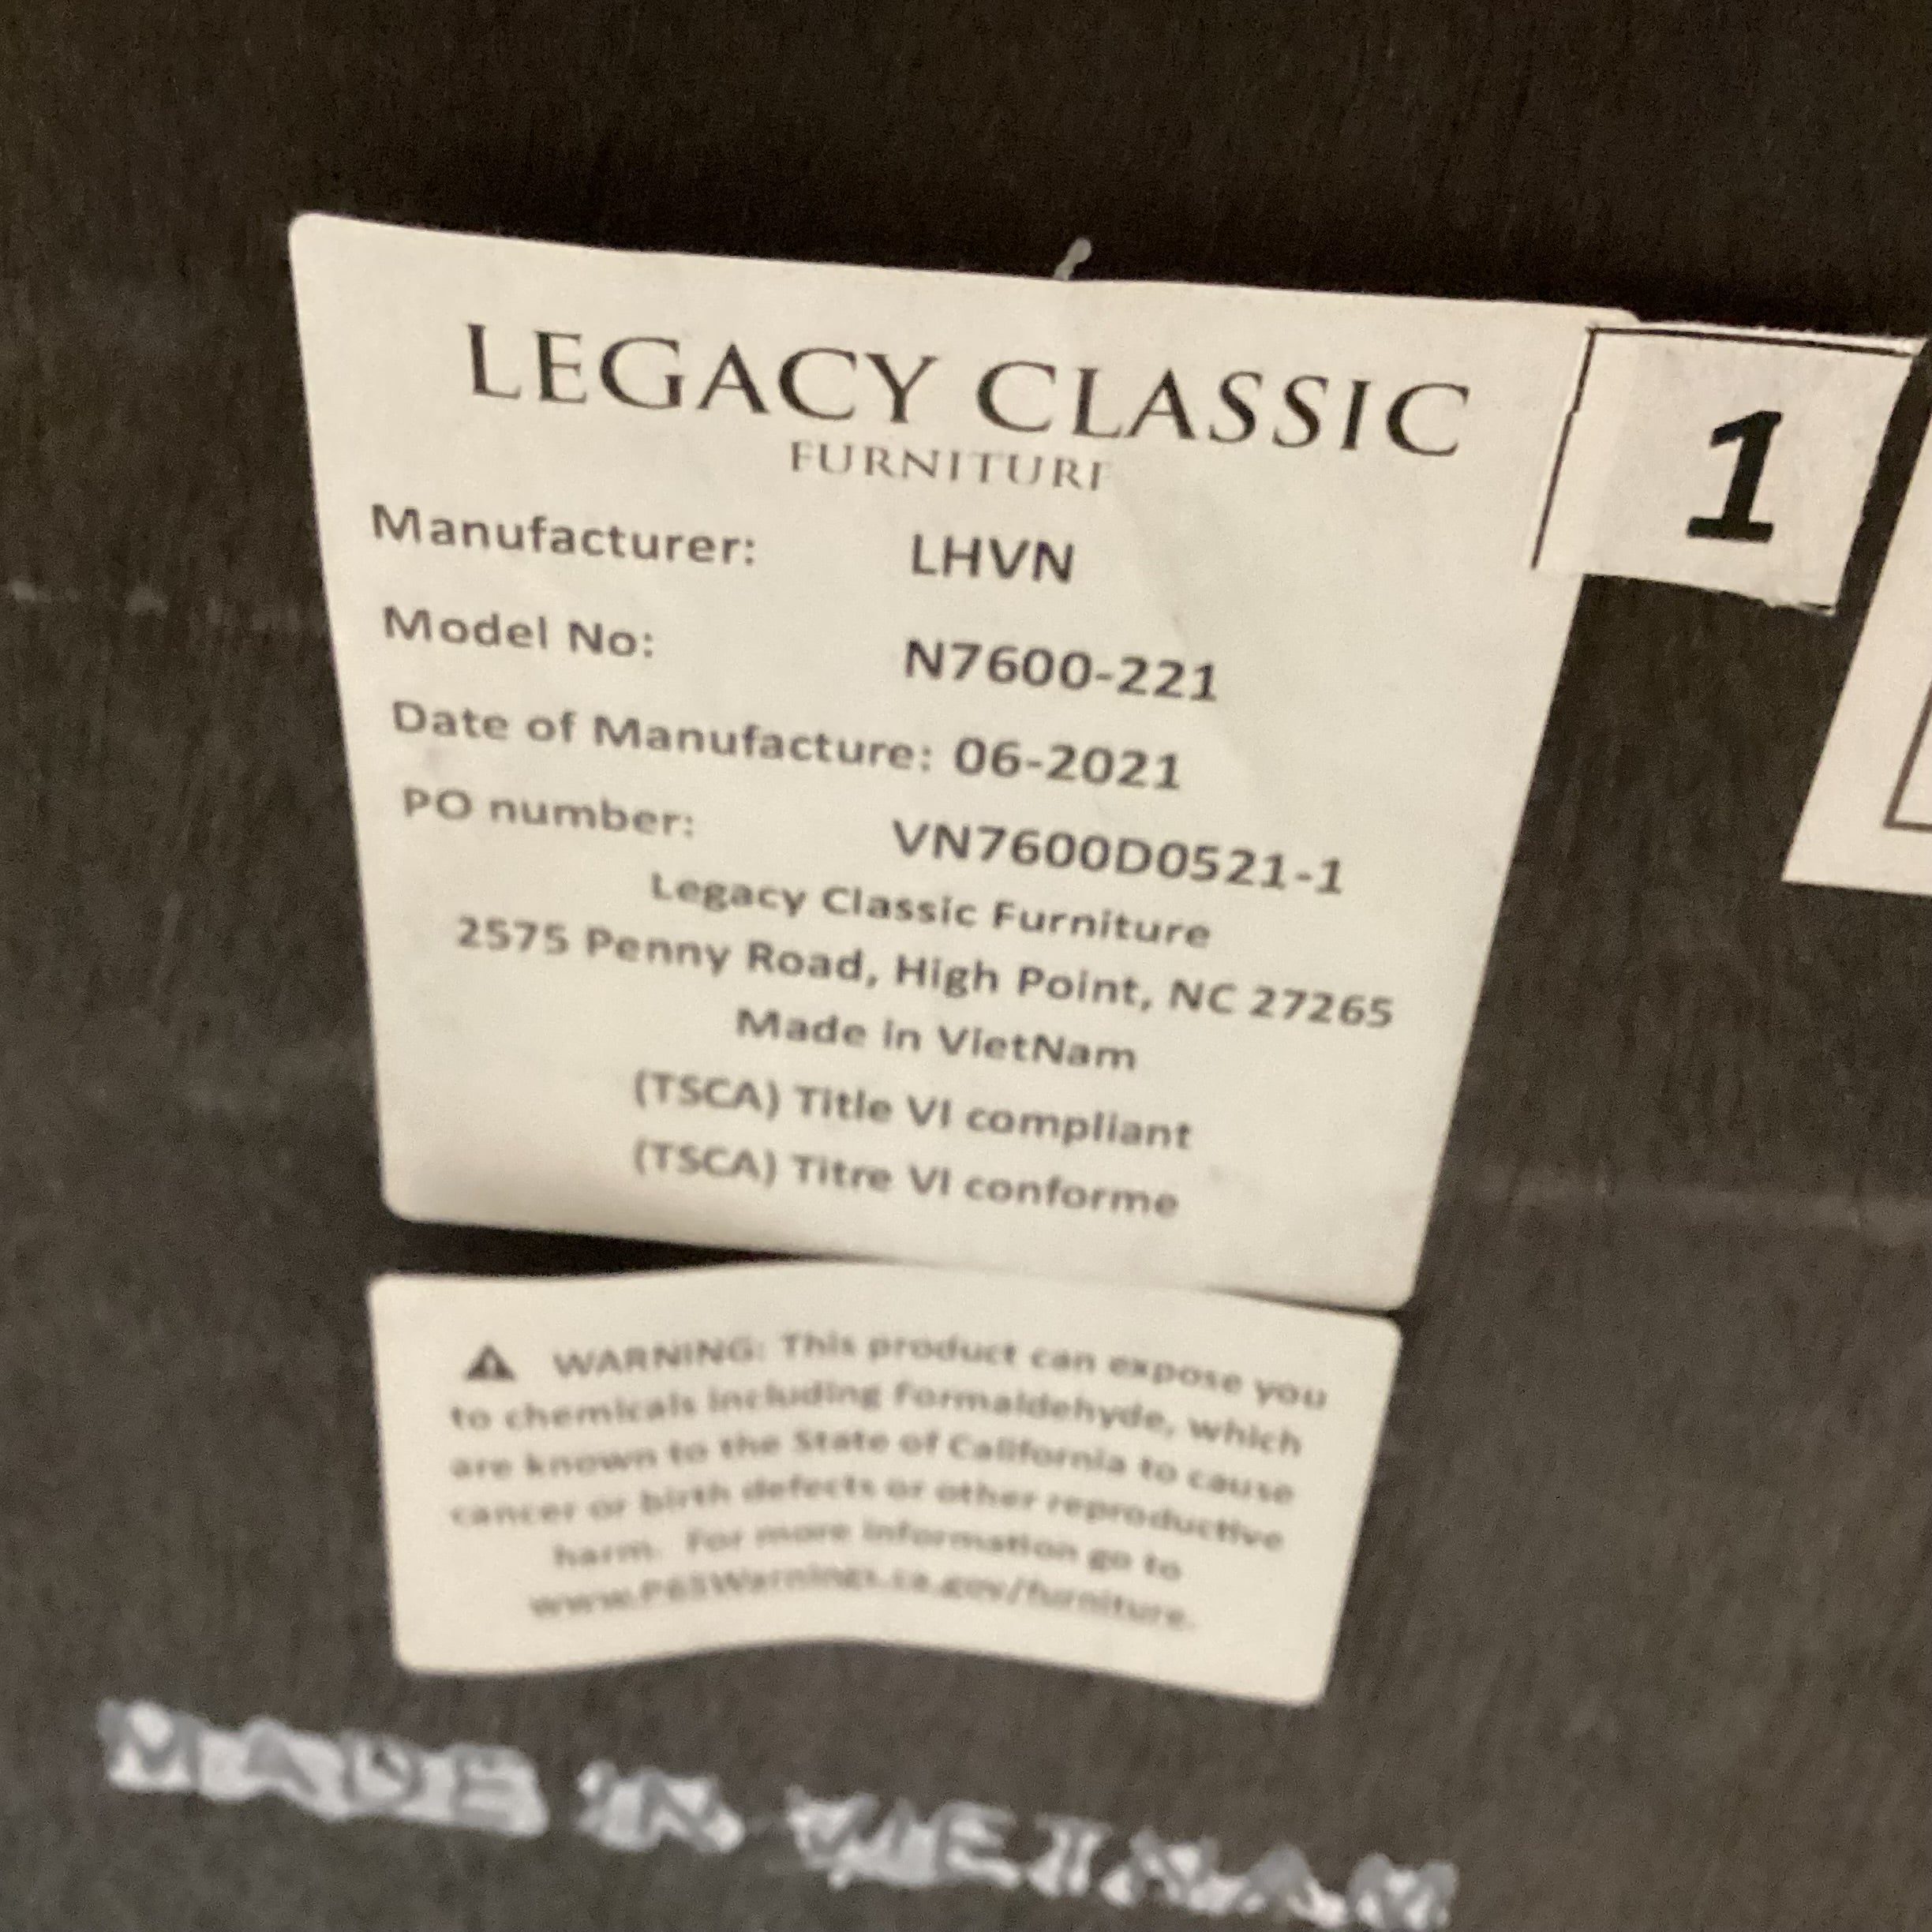 LEGACY CLASSIC
FURNITURE
1
Manufacturer: LHVN
Model No: N7600-221
Date of Manufacture: 06-2021
PO number: VN7600D0521-1
Legacy Classic Furniture
2575 Penny Road, High Point, NC 27265
Made in VietNam
(TSCA) Title VI compliant
(TSCA) Titre VI conforme
⚠ WARNING: This product can expose you
to chemicals including Formaldehyde, which
are known to the State of California to cause
cancer or birth defects or other reproductive
harm. For more information go to
www.P65Warnings.ca.gov/furniture.
MADE IN VIETNAM